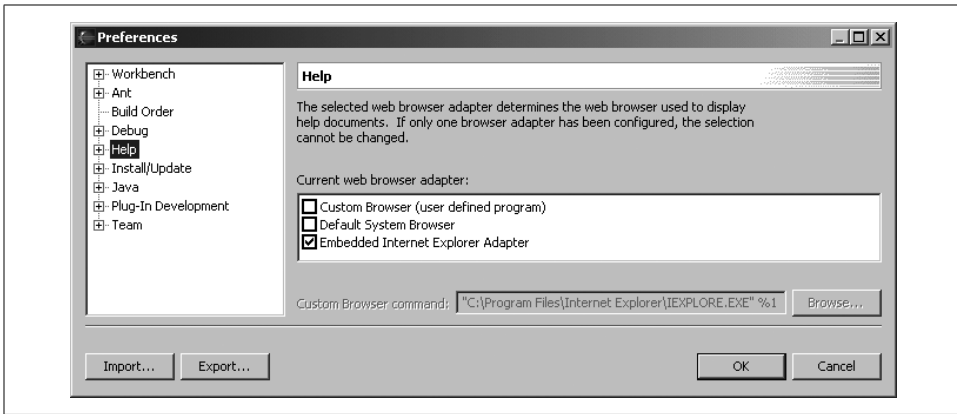 Preferences
Workbench
Ant
Build Order
Debug
Help
Install/Update
Java
Plug-In Development
Team
Help
The selected web browser adapter determines the web browser used to display
help documents. If only one browser adapter has been configured, the selection
cannot be changed.
Current web browser adapter:
Custom Browser (user defined program)
Default System Browser
Embedded Internet Explorer Adapter
Custom Browser command: "C:\Program Files\Internet Explorer\IEXPLORE.EXE" %1 Browse...
Import... Export... OK Cancel